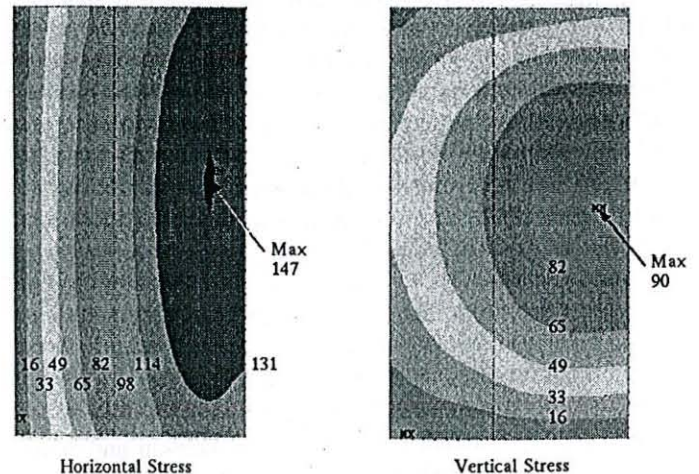 Max
147
16 49 82 114 131
33 65 98
Horizontal Stress
Max
90
82
65
49
33
16
Vertical Stress